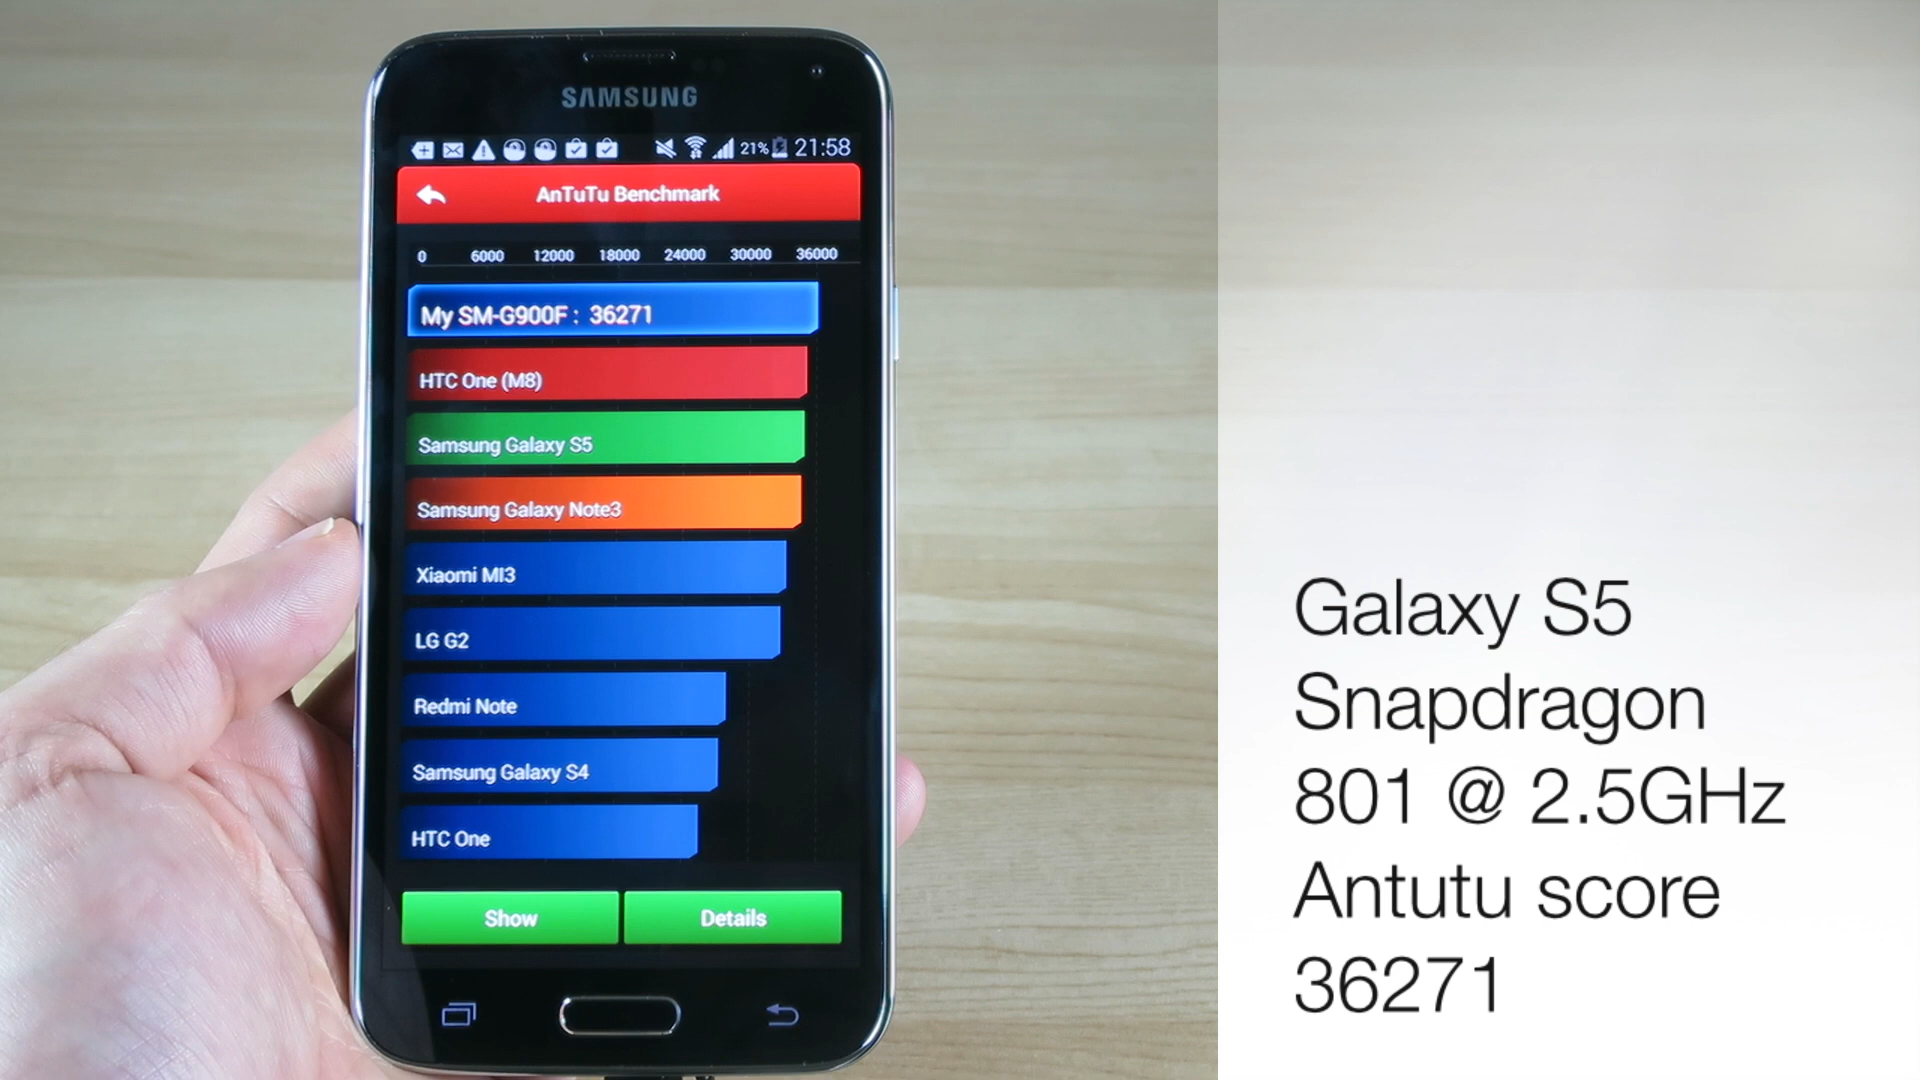 SAMSUNG
21% 21:58
AnTuTu Benchmark
0 6000 12000 18000 24000 30000 36000
My SM-G900F : 36271
HTC One (M8)
Samsung Galaxy S5
Samsung Galaxy Note3
Xiaomi MI3
LG G2
Redmi Note
Samsung Galaxy S4
HTC One
Show Details
Galaxy S5
Snapdragon
801 @ 2.5GHz
Antutu score
36271